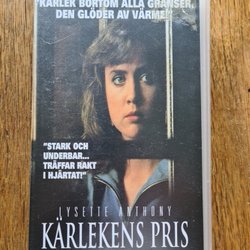 "KÄRLEK BORTOM ALLA GRÄNSER,
DEN GLÖDER AV VÄRME!"
"STARK OCH
UNDERBAR...
TRÄFFAR RAKT
I HJÄRTAT!"
LYSETTE ANTHONY
KÄRLEKENS PRIS